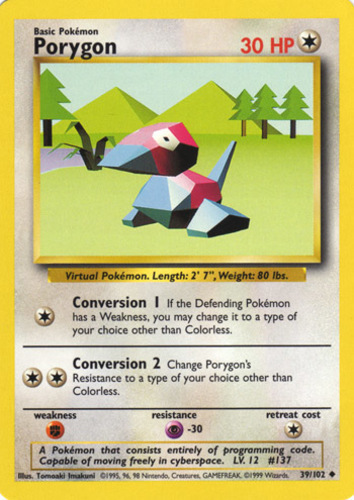 Basic Pokémon
Porygon
30 HP
Virtual Pokémon. Length: 2' 7", Weight: 80 lbs.
Conversion 1 If the Defending Pokémon
has a Weakness, you may change it to a type of
your choice other than Colorless.
Conversion 2 Change Porygon's
Resistance to a type of your choice other than
Colorless.
weakness resistance retreat cost
-30
A Pokémon that consists entirely of programming code.
Capable of moving freely in cyberspace. LV. 12 #137
Illus. Tomoaki Imakuni ©1995, 96, 98 Nintendo, Creatures, GAMEFREAK. ©1999 Wizards. 39/102